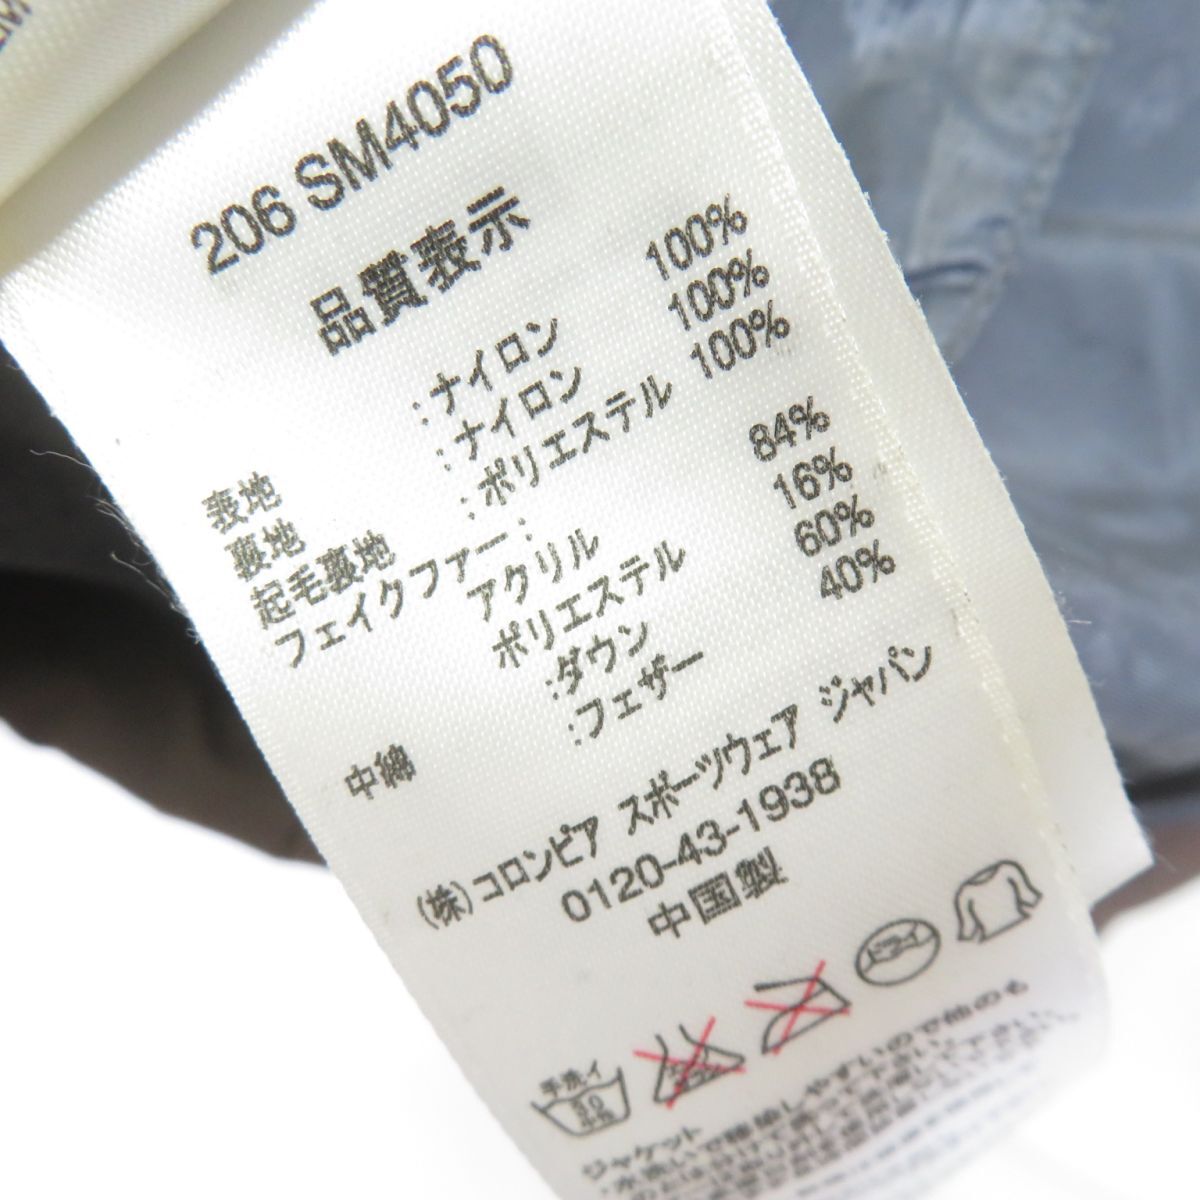 206 SM4050
品質表示
表地 :ナイロン 100%
裏地 :ナイロン 100%
起毛裏地 :ポリエステル 100%
フェイクファー:
アクリル 84%
ポリエステル 16%
中綿 :ダウン 60%
:フェザー 40%
(株)コロンビア スポーツウェア ジャパン
0120-43-1938
中国製
手洗イ
30
ドライ
ジャケット